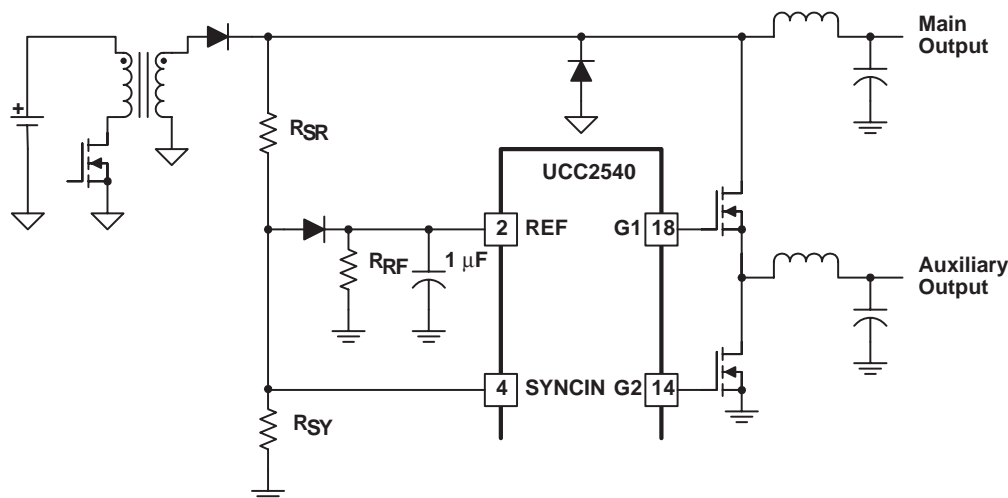 Main
Output
+
RSR
UCC2540
2 REF G1 18
RRF 1 μF
Auxiliary
Output
4 SYNCIN G2 14
RSY